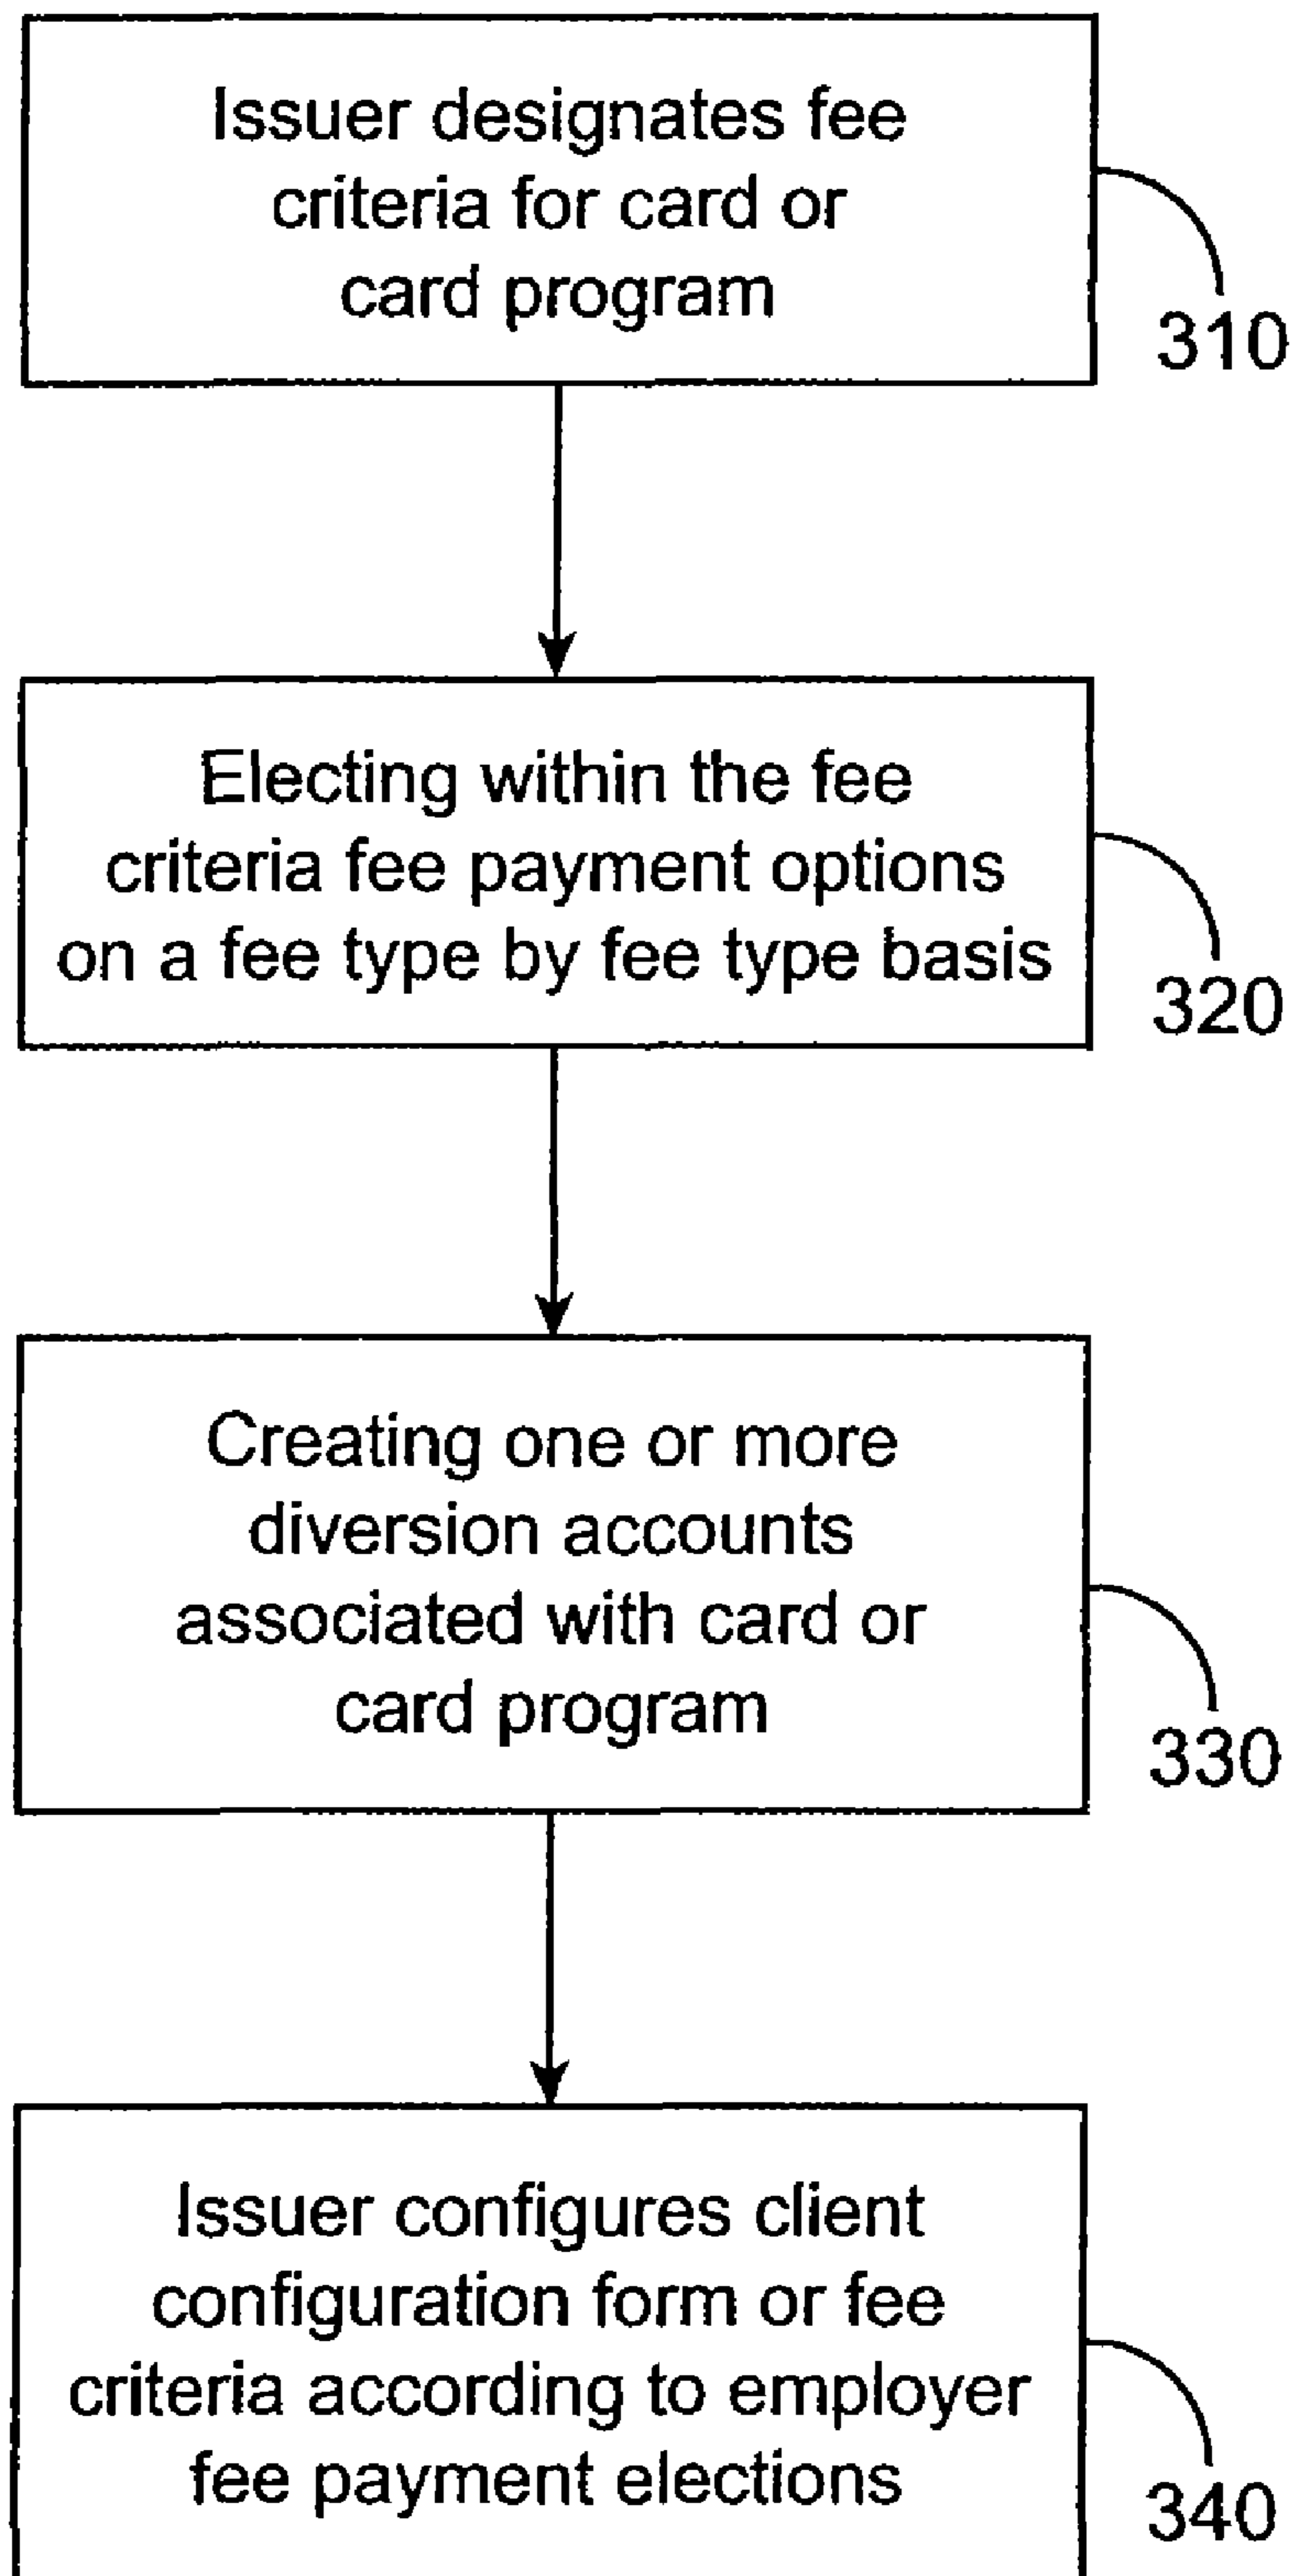 Issuer designates fee
criteria for card or
card program
310
Electing within the fee
criteria fee payment options
on a fee type by fee type basis
320
Creating one or more
diversion accounts
associated with card or
card program
330
Issuer configures client
configuration form or fee
criteria according to employer
fee payment elections
340